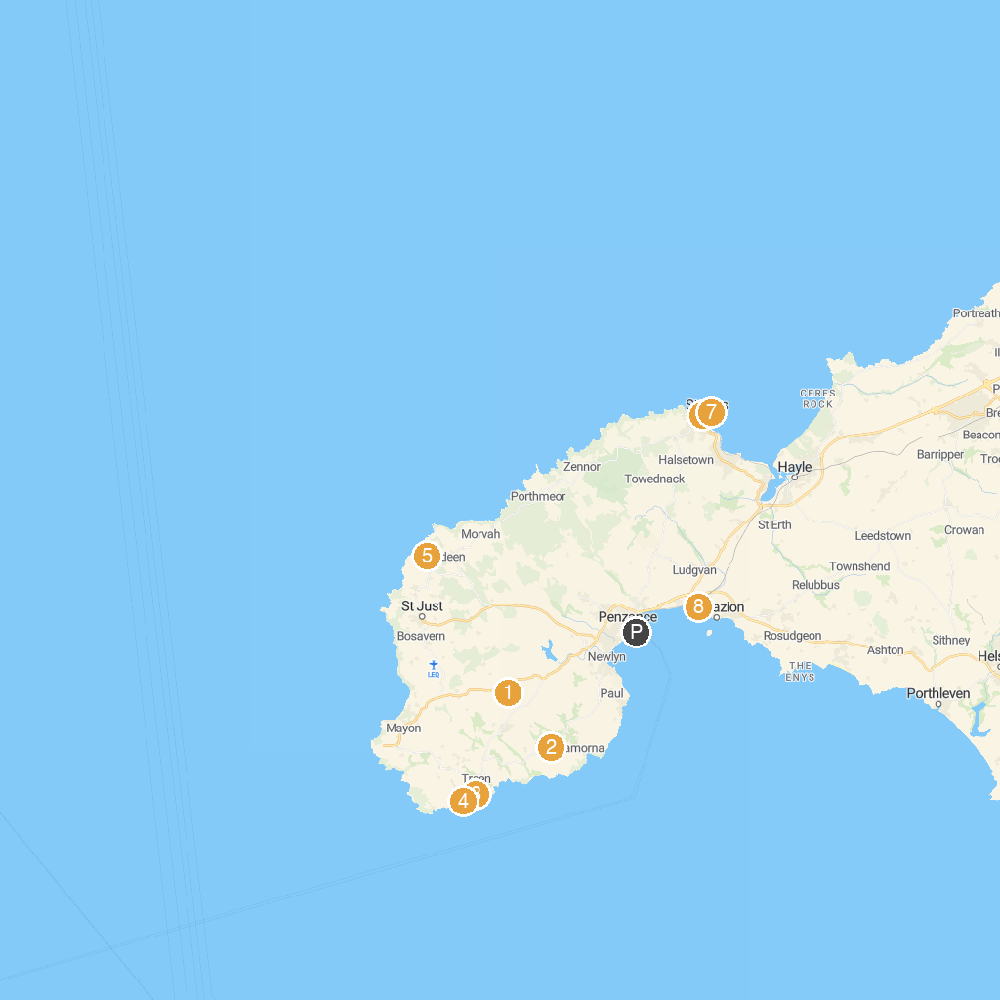 Portreath
CERES
ROCK
7
Barripper
Halsetown
Hayle
Zennor
Towednack
Porthmeor
St Erth
Crowan
Morvah
Leedstown
5
Townshend
Ludgvan
Relubbus
St Just
8
Penzance
P
Bosavern
Rosudgeon
Sithney
Ashton
Newlyn
LEQ
THE
ENYS
1
Paul
Porthleven
Mayon
2
Treen
3
4